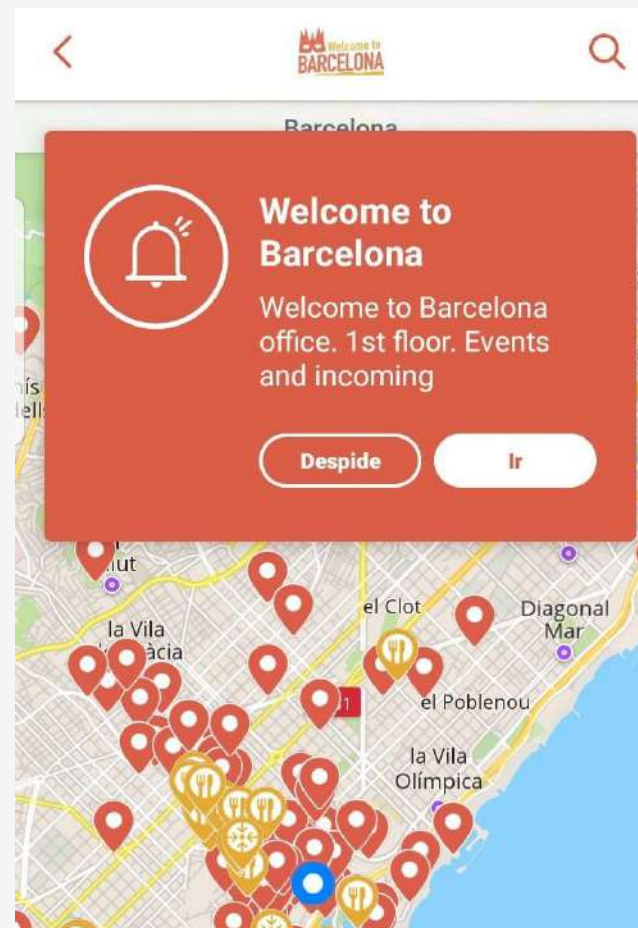 Welcome to
BARCELONA
Barcelona
Welcome to
Barcelona
Welcome to Barcelona
office. 1st floor. Events
and incoming
Despide
Ir
el Clot
Diagonal
Mar
la Vila
el Poblenou
la Vila
Olímpica